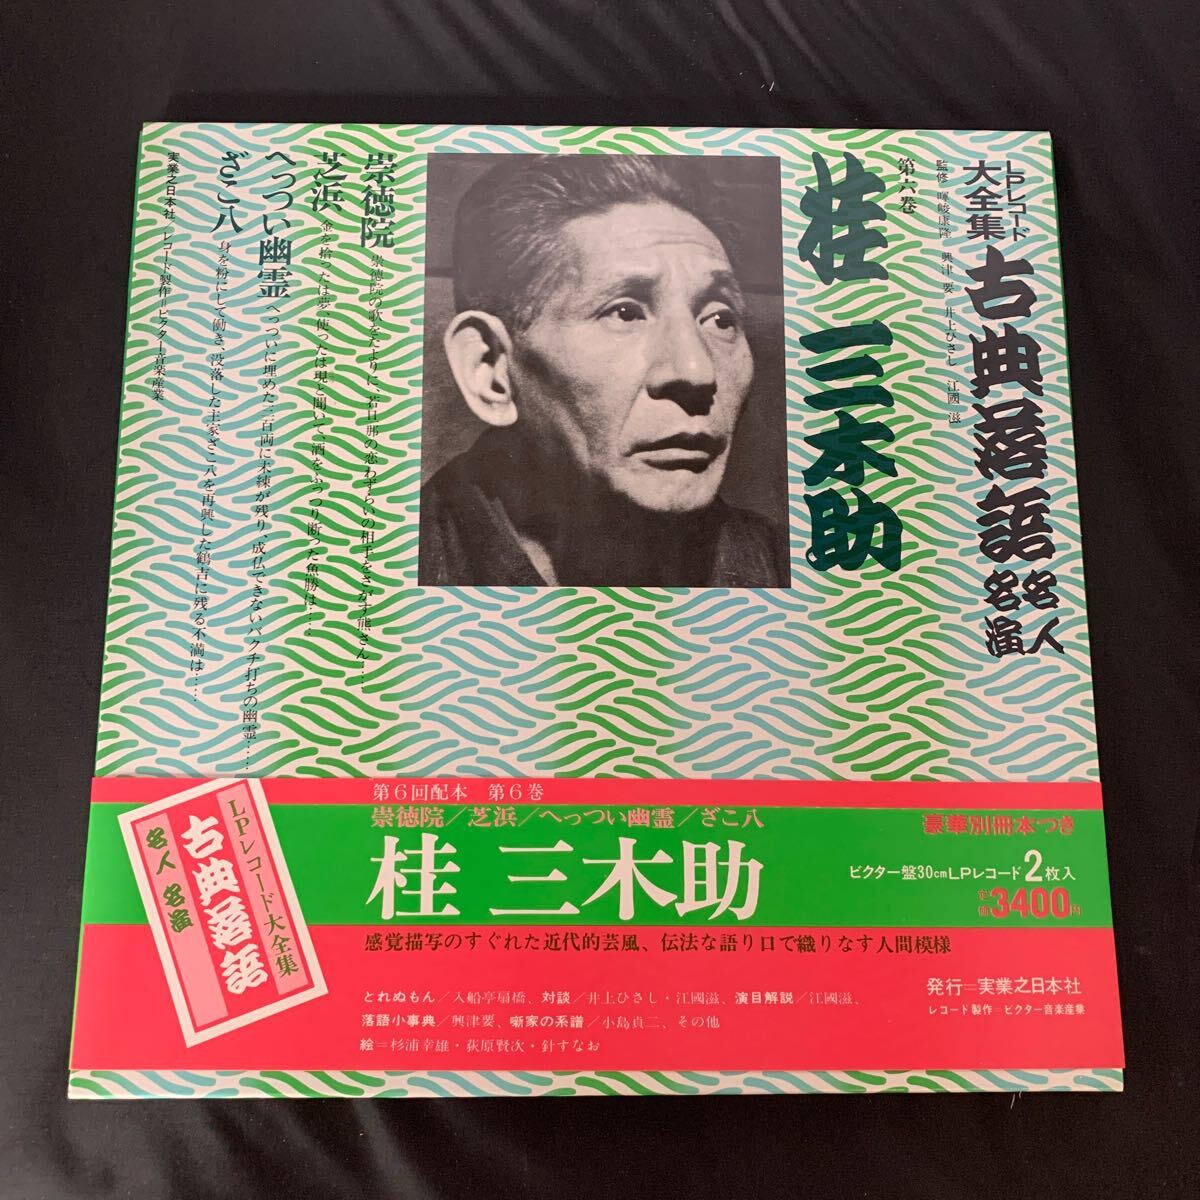 LPレコード
大全集
古典落語
名人
名演
監修 暉峻康隆 興津 要 井上ひさし 江國 滋
第六巻
桂 三木助
崇徳院 崇徳院の歌をたよりに、若旦那の恋わずらいの相手をさがす熊さん……
芝浜 金を拾ったは夢、使ったは現と聞いて、酒をぷっつり断った魚勝は……
へっつい幽霊 へっついに埋めた三百両に未練が残り、成仏できないバクチ打ちの幽霊……
ざこ八 身を粉にして働き、没落した主家ざこ八を再興した鶴吉に残る不満は……
実業之日本社/レコード製作=ビクター音楽産業
LPレコード大全集
古典落語
名人 名演
第6回配本 第6巻
崇徳院/芝浜/へっつい幽霊/ざこ八
桂 三木助
豪華別冊本つき
ビクター盤30cmLPレコード2枚入
定価3400円
感覚描写のすぐれた近代的芸風、伝法な語り口で織りなす人間模様
とれぬもん/入船亭扇橋、対談/井上ひさし・江國滋、演目解説/江國滋、
落語小事典/興津要、噺家の系譜/小島貞二、その他
絵=杉浦幸雄・荻原賢次・針すなお
発行=実業之日本社
レコード製作=ビクター音楽産業